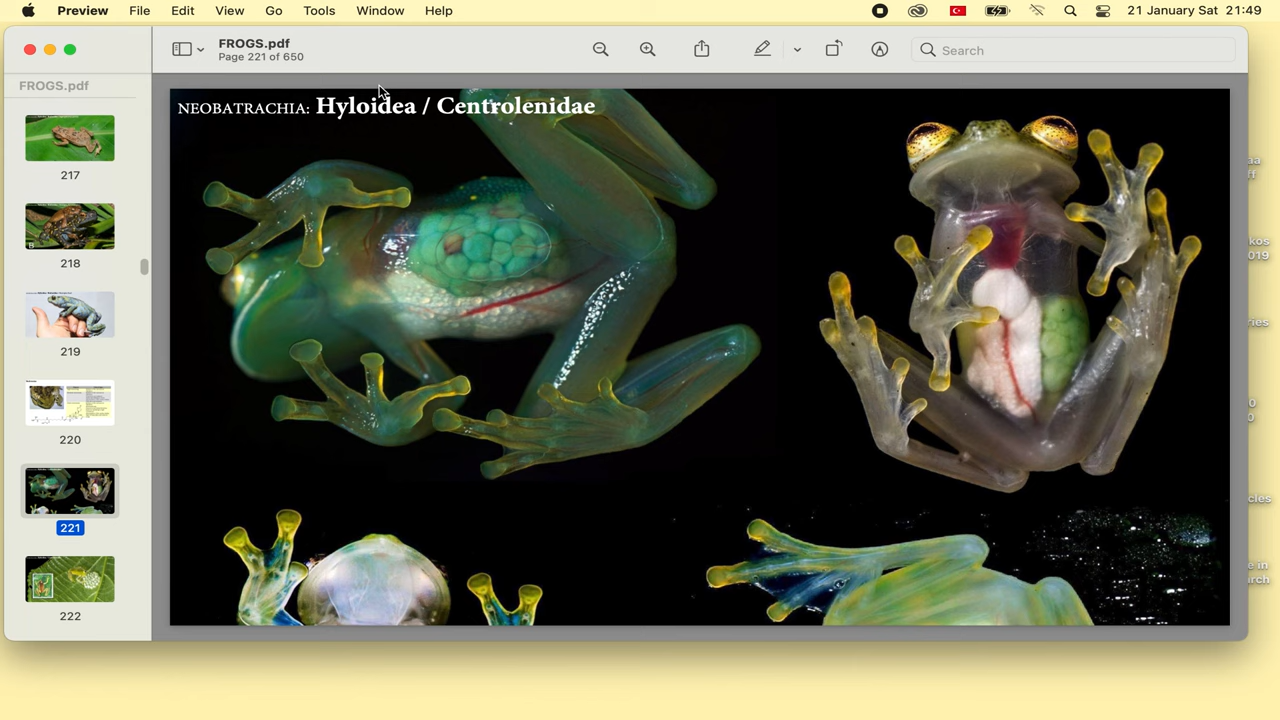 Preview File Edit View Go Tools Window Help 21 January Sat 21:49
FROGS.pdf
Page 221 of 650
Search
FROGS.pdf
217
218
219
220
221
222
NEOBATRACHIA: Hyloidea / Centrolenidae